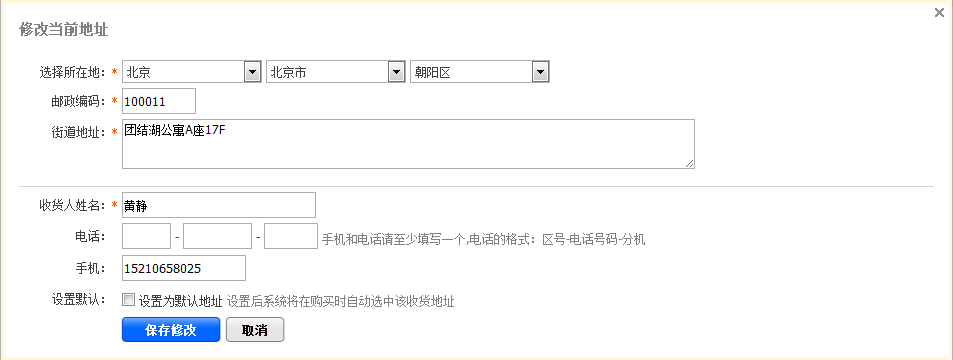 修改当前地址
选择所在地：* 北京 北京市 朝阳区
邮政编码：* 100011
街道地址：* 团结湖公寓A座17F
收货人姓名：* 黄静
电话： - - 手机和电话请至少填写一个,电话的格式：区号-电话号码-分机
手机： 15210658025
设置默认： 设置为默认地址 设置后系统将在购买时自动选中该收货地址
保存修改 取消